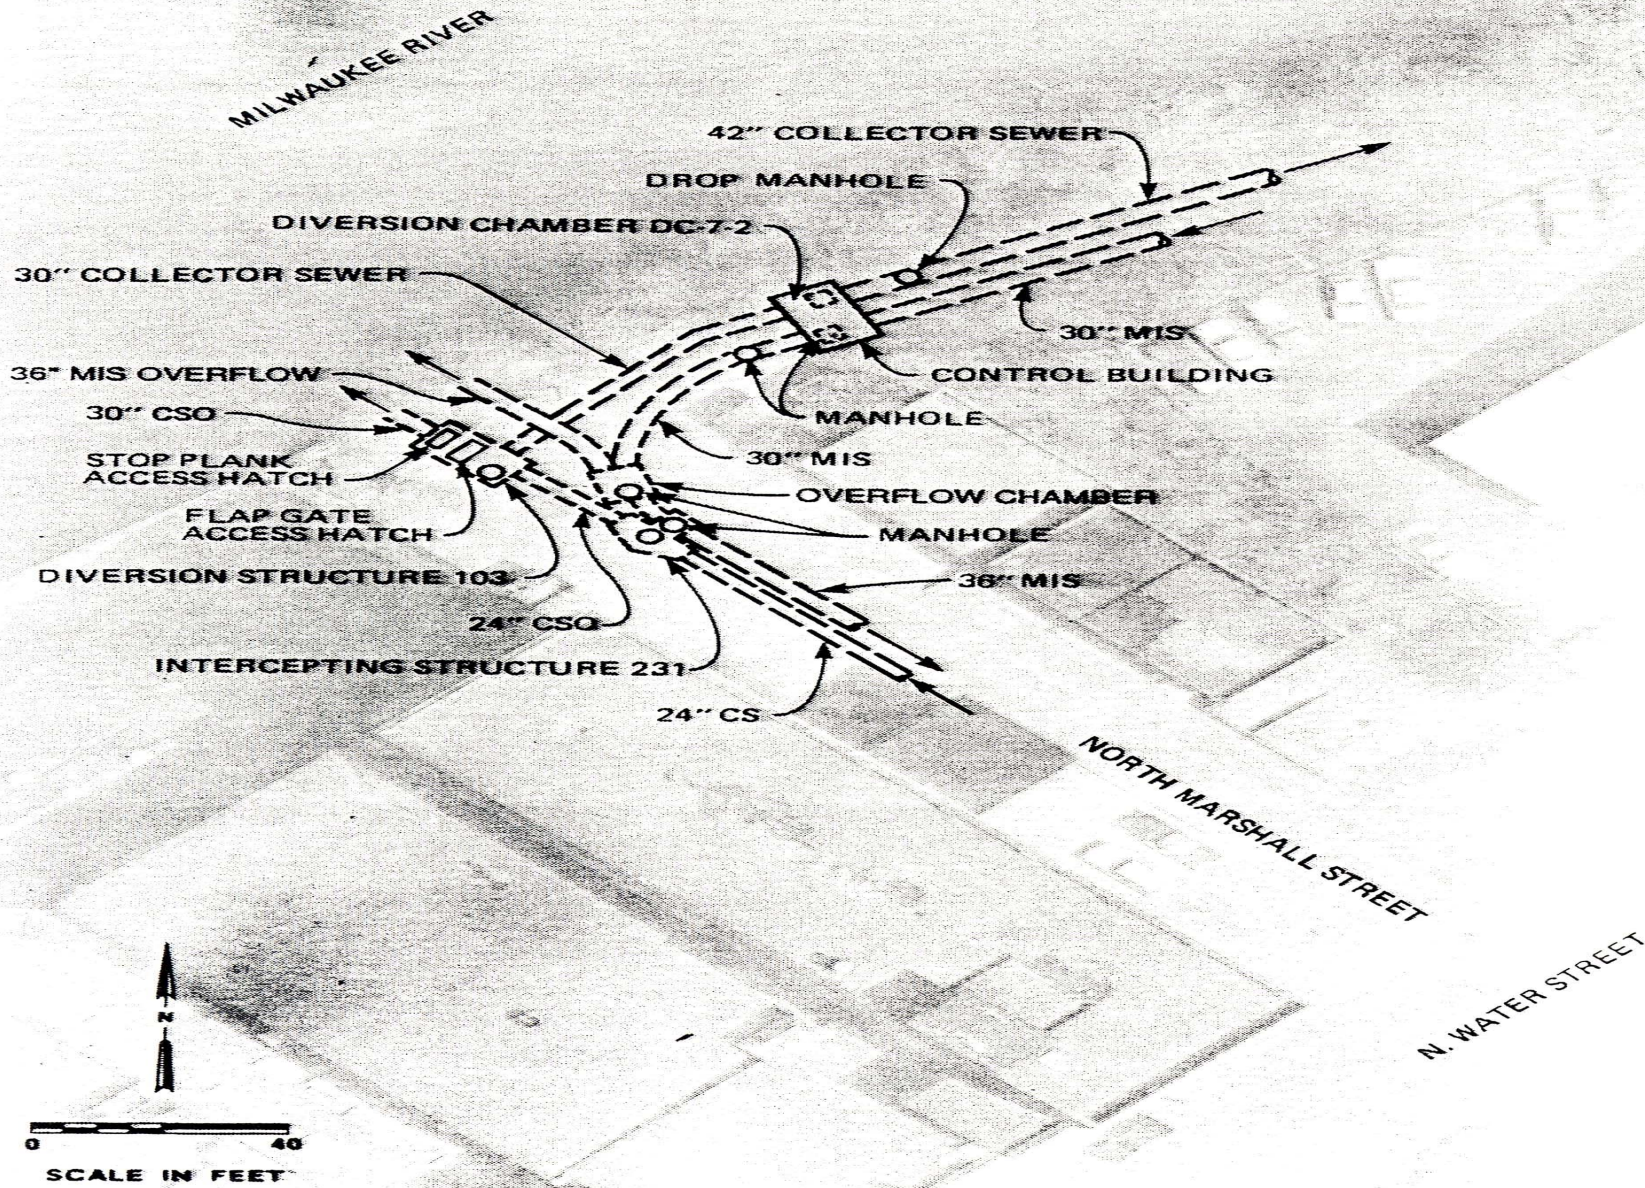 MILWAUKEE RIVER
42" COLLECTOR SEWER
DROP MANHOLE
DIVERSION CHAMBER DC-7-2
30" COLLECTOR SEWER
30" MIS
36" MIS OVERFLOW
CONTROL BUILDING
30" CSO
MANHOLE
STOP PLANK
ACCESS HATCH
30" MIS
OVERFLOW CHAMBER
FLAP GATE
ACCESS HATCH
MANHOLE
DIVERSION STRUCTURE 103
36" MIS
24" CSO
INTERCEPTING STRUCTURE 231
24" CS
NORTH MARSHALL STREET
N. WATER STREET
N
0 40
SCALE IN FEET